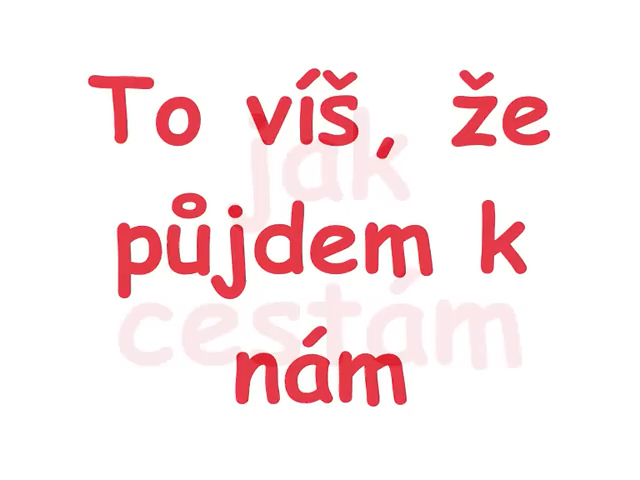 To víš, že
jak
půjdem k
cestám
nám